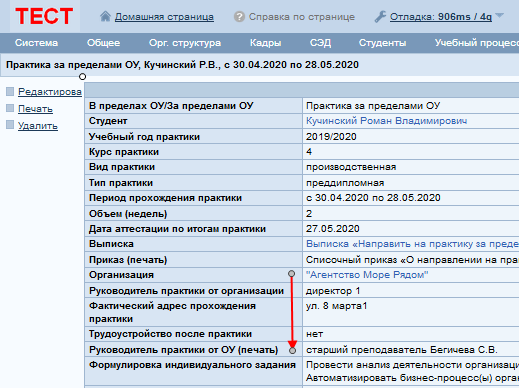 ТЕСТ
Домашняя страница
Справка по странице
Отладка: 906ms / 4q
Система Общее Орг. структура Кадры СЭД Студенты Учебный процесс
Практика за пределами ОУ, Кучинский Р.В., с 30.04.2020 по 28.05.2020
Редактирова
Печать
Удалить
В пределах ОУ/За пределами ОУ Практика за пределами ОУ
Студент Кучинский Роман Владимирович
Учебный год практики 2019/2020
Курс практики 4
Вид практики производственная
Тип практики преддипломная
Период прохождения практики с 30.04.2020 по 28.05.2020
Объем (недель) 2
Дата аттестации по итогам практики 27.05.2020
Выписка Выписка «Направить на практику за преде
Приказ (печать) Списочный приказ «О направлении на пра
Организация "Агентство Море Рядом"
Руководитель практики от организации директор 1
Фактический адрес прохождения ул. 8 марта1
практики
Трудоустройство после практики нет
Руководитель практики от ОУ (печать) старший преподаватель Бегичева С.В.
Формулировка индивидуального задания Провести анализ деятельности организаци
Автоматизировать бизнес-процесс(ы) орган